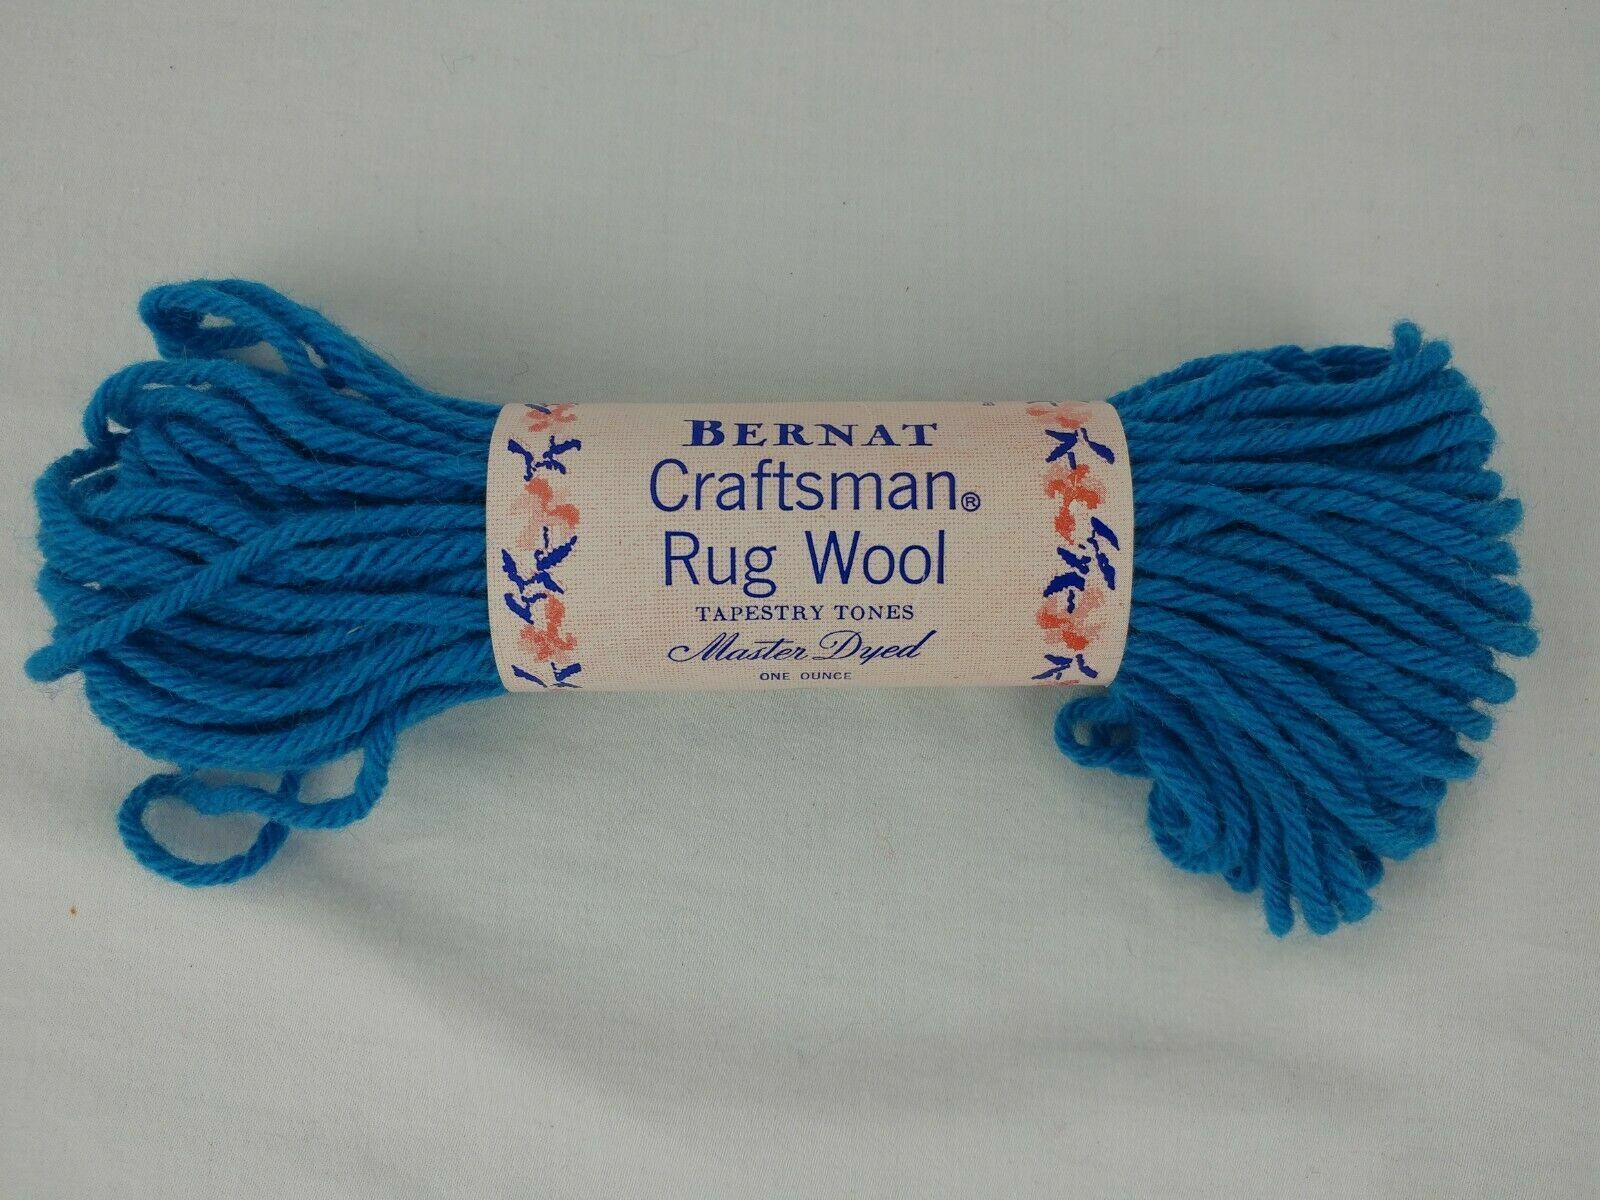 BERNAT
Craftsman®
Rug Wool
TAPESTRY TONES
Master Dyed
ONE OUNCE